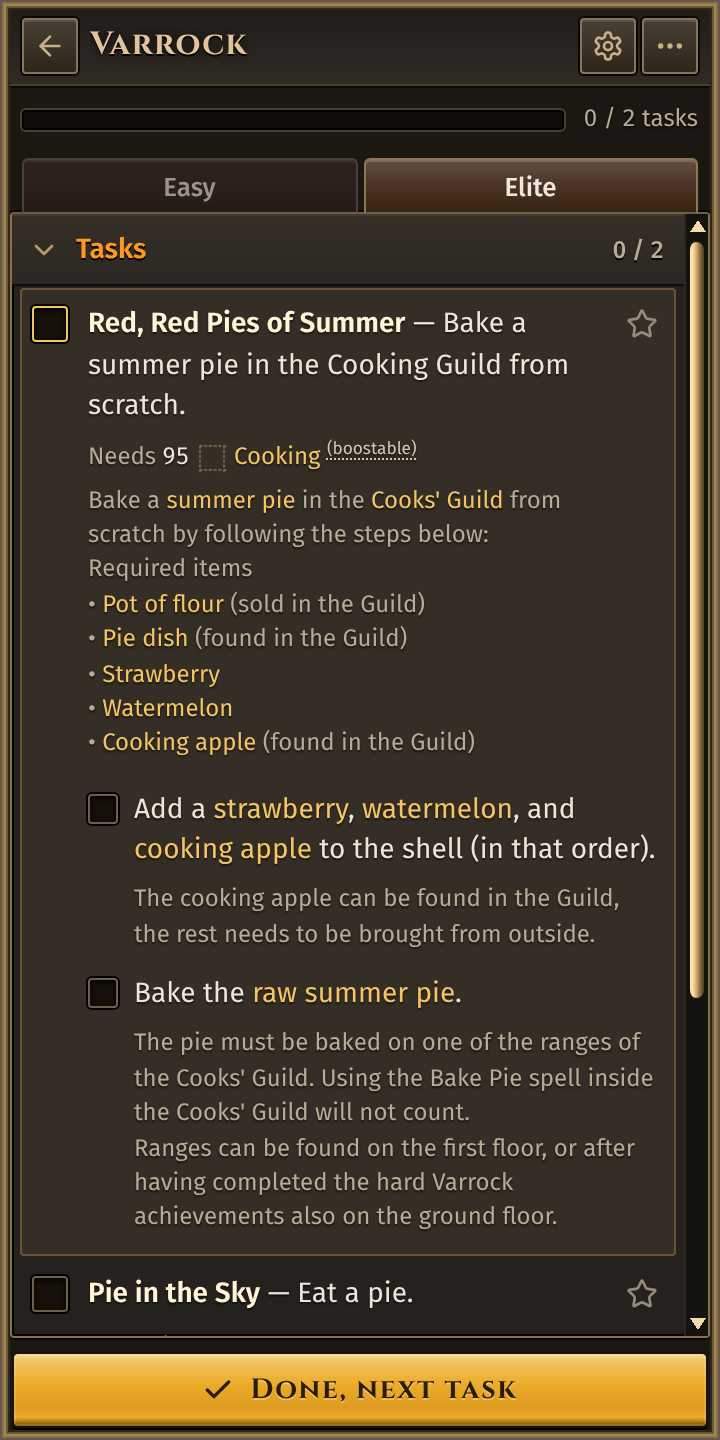 Varrock
0 / 2 tasks
Easy
Elite
Tasks
0 / 2
Red, Red Pies of Summer — Bake a
summer pie in the Cooking Guild from
scratch.
Needs 95 Cooking (boostable)
Bake a summer pie in the Cooks' Guild from
scratch by following the steps below:
Required items
• Pot of flour (sold in the Guild)
• Pie dish (found in the Guild)
• Strawberry
• Watermelon
• Cooking apple (found in the Guild)
Add a strawberry, watermelon, and
cooking apple to the shell (in that order).
The cooking apple can be found in the Guild,
the rest needs to be brought from outside.
Bake the raw summer pie.
The pie must be baked on one of the ranges of
the Cooks' Guild. Using the Bake Pie spell inside
the Cooks' Guild will not count.
Ranges can be found on the first floor, or after
having completed the hard Varrock
achievements also on the ground floor.
Pie in the Sky — Eat a pie.
Done, next task